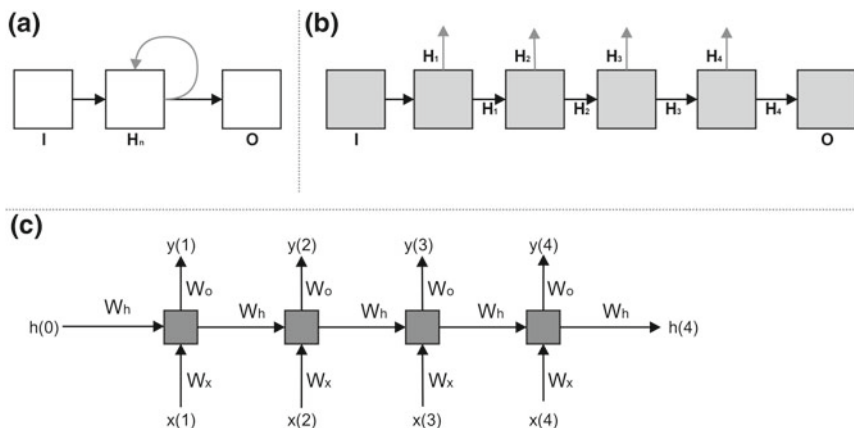 (a)
I
Hn
O
(b)
H1 H2 H3 H4
H1 H2 H3 H4
I
O
(c)
y(1) y(2) y(3) y(4)
Wo Wo Wo Wo
Wh Wh Wh Wh Wh
h(0) h(4)
Wx Wx Wx Wx
x(1) x(2) x(3) x(4)